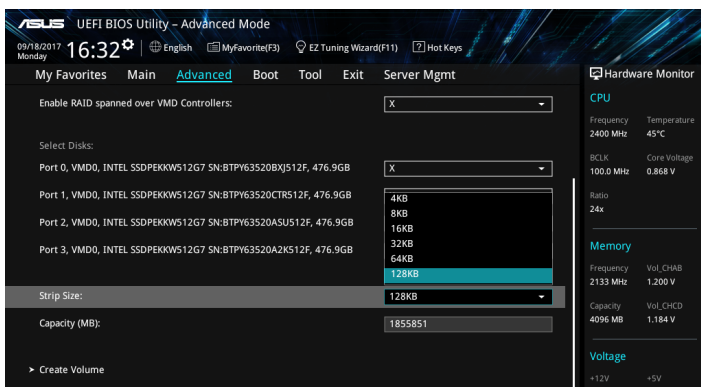 ASUS UEFI BIOS Utility – Advanced Mode
09/18/2017 Monday 16:32 English MyFavorite(F3) EZ Tuning Wizard(F11) ? Hot Keys
My Favorites Main Advanced Boot Tool Exit Server Mgmt
Hardware Monitor
Enable RAID spanned over VMD Controllers: X
Select Disks:
Port 0, VMD0, INTEL SSDPEKKW512G7 SN:BTPY63520BXJ512F, 476.9GB X
Port 1, VMD0, INTEL SSDPEKKW512G7 SN:BTPY63520CTR512F, 476.9GB
Port 2, VMD0, INTEL SSDPEKKW512G7 SN:BTPY63520ASU512F, 476.9GB
Port 3, VMD0, INTEL SSDPEKKW512G7 SN:BTPY63520A2K512F, 476.9GB
4KB
8KB
16KB
32KB
64KB
128KB
Strip Size: 128KB
Capacity (MB): 1855851
Create Volume
CPU
Frequency Temperature
2400 MHz 45°C
BCLK Core Voltage
100.0 MHz 0.868 V
Ratio
24x
Memory
Frequency Vol_CHAB
2133 MHz 1.200 V
Capacity Vol_CHCD
4096 MB 1.184 V
Voltage
+12V +5V